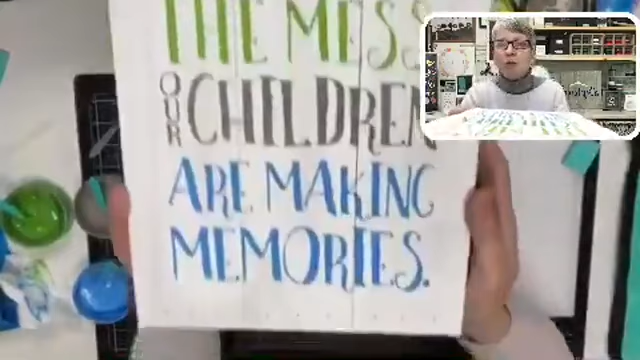 THE MESS
OUR CHILDREN
ARE MAKING
MEMORIES.